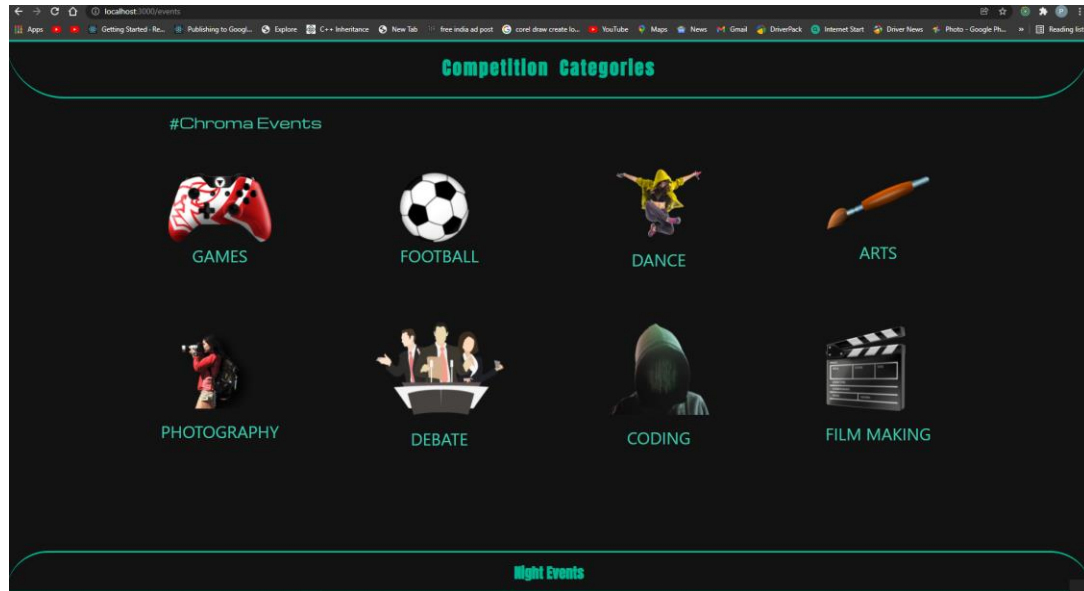 localhost:3000/events
Apps Getting Started - Re... Publishing to Googl... Explore C++ Inheritance New Tab free india ad post corel draw create lo... YouTube Maps News Gmail DriverPack Internet Start Driver News Photo - Google Ph... » Reading list
Competition Categories
#Chroma Events
GAMES FOOTBALL DANCE ARTS
PHOTOGRAPHY DEBATE CODING FILM MAKING
Night Events